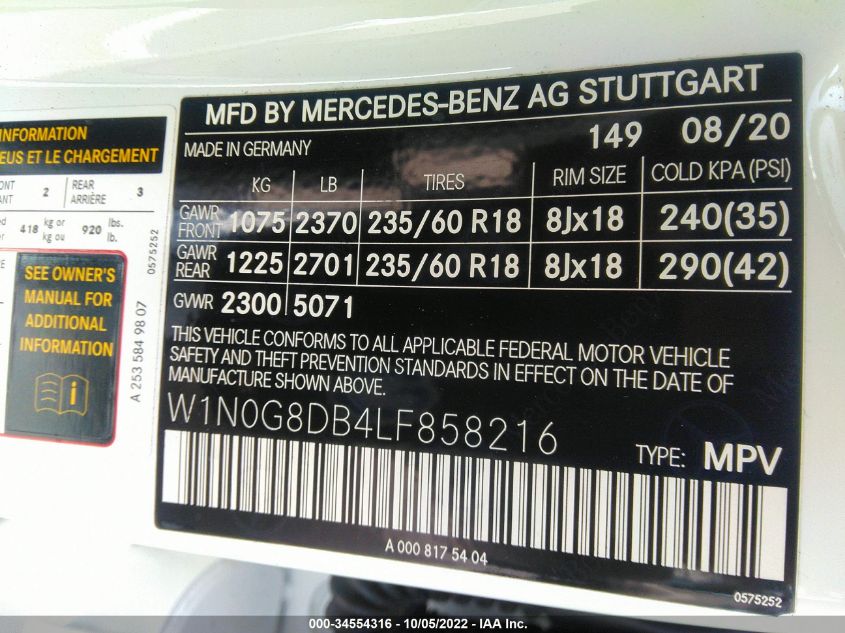 INFORMATION
EUS ET LE CHARGEMENT
2 REAR ARRIÈRE 3
418 kg or kg ou 920 lbs. lb.
0575252
SEE OWNER'S
MANUAL FOR
ADDITIONAL
INFORMATION
A 253 584 98 07
MFD BY MERCEDES-BENZ AG STUTTGART
149 08/20
MADE IN GERMANY
KG LB TIRES RIM SIZE COLD KPA (PSI)
GAWR FRONT 1075 2370 235/60 R18 8Jx18 240(35)
GAWR REAR 1225 2701 235/60 R18 8Jx18 290(42)
GVWR 2300 5071
THIS VEHICLE CONFORMS TO ALL APPLICABLE FEDERAL MOTOR VEHICLE
SAFETY AND THEFT PREVENTION STANDARDS IN EFFECT ON THE DATE OF
MANUFACTURE SHOWN ABOVE.
W1N0G8DB4LF858216
TYPE: MPV
A 000 817 54 04
0575252
000-34554316 - 10/05/2022 - IAA Inc.